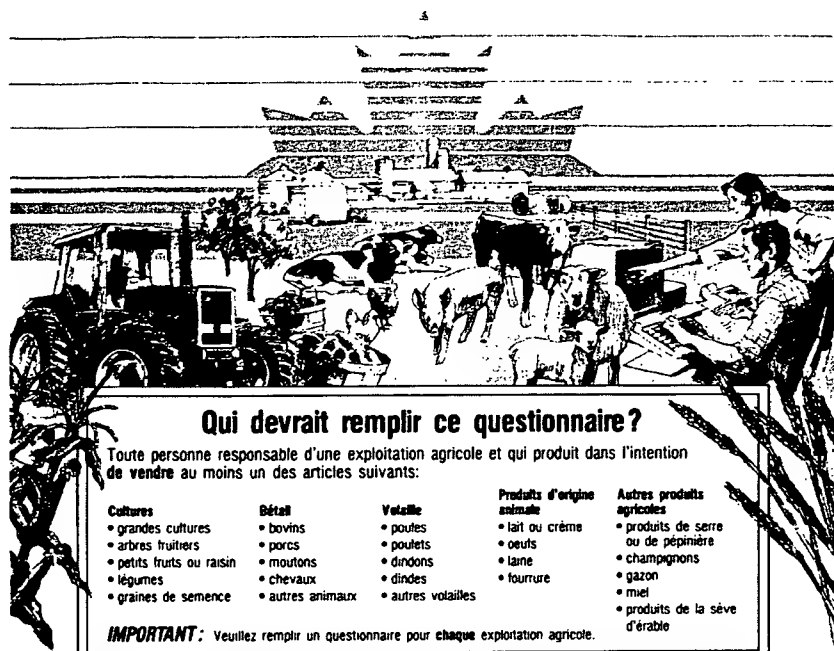 Qui devrait remplir ce questionnaire?
Toute personne responsable d'une exploitation agricole et qui produit dans l'intention
de vendre au moins un des articles suivants:
Cultures
• grandes cultures
• arbres fruitiers
• petits fruits ou raisin
• légumes
• graines de semence
Bétail
• bovins
• porcs
• moutons
• chevaux
• autres animaux
Volaille
• poules
• poulets
• dindons
• dindes
• autres volailles
Produits d'origine
animale
• lait ou crème
• oeufs
• laine
• fourrure
Autres produits
agricoles
• produits de serre
ou de pépinière
• champignons
• gazon
• miel
• produits de la sève
d'érable
IMPORTANT: Veuillez remplir un questionnaire pour chaque exploitation agricole.